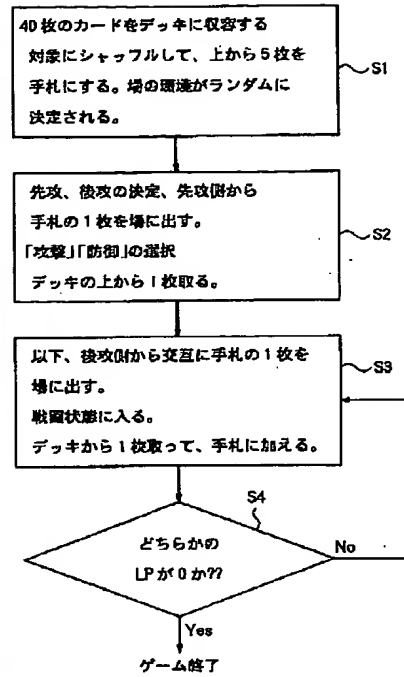 40枚のカードをデッキに収容する
対象にシャッフルして、上から5枚を
手札にする。場の環境がランダムに
決定される。
S1
先攻、後攻の決定、先攻側から
手札の1枚を場に出す。
「攻撃」「防御」の選択
デッキの上から1枚取る。
S2
以下、後攻側から交互に手札の1枚を
場に出す。
戦闘状態に入る。
デッキから1枚取って、手札に加える。
S3
S4
どちらかの
LPが0か??
No
Yes
ゲーム終了